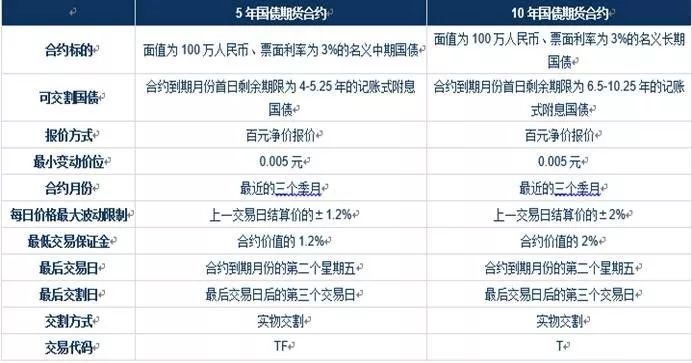 5 年国债期货合约 10 年国债期货合约
合约标的 面值为 100 万人民币、票面利率为 3%的名义中期国债 面值为 100 万人民币、票面利率为 3%的名义长期
国债
可交割国债 合约到期月份首日剩余期限为 4-5.25 年的记账式附息 合约到期月份首日剩余期限为 6.5-10.25 年的记账
国债 式附息国债
报价方式 百元净价报价 百元净价报价
最小变动价位 0.005 元 0.005 元
合约月份 最近的三个季月 最近的三个季月
每日价格最大波动限制 上一交易日结算价的± 1.2% 上一交易日结算价的± 2%
最低交易保证金 合约价值的 1.2% 合约价值的 2%
最后交易日 合约到期月份的第二个星期五 合约到期月份的第二个星期五
最后交割日 最后交易日后的第三个交易日 最后交易日后的第三个交易日
交割方式 实物交割 实物交割
交易代码 TF T